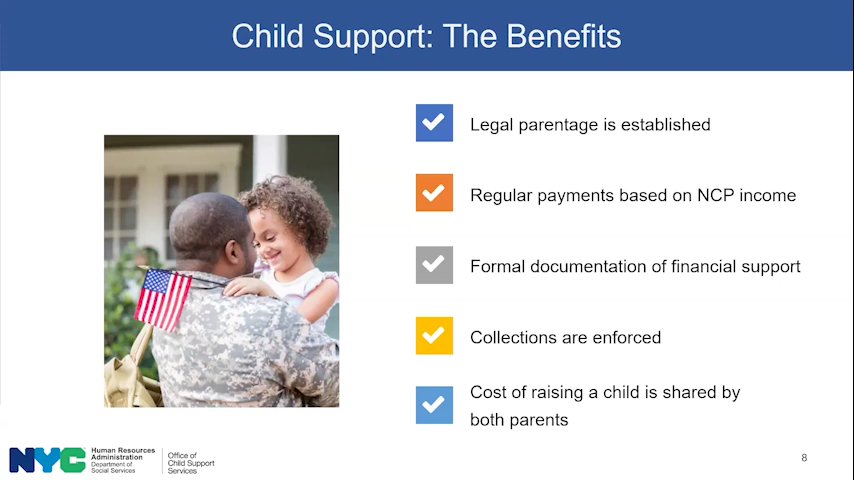 Child Support: The Benefits
Legal parentage is established
Regular payments based on NCP income
Formal documentation of financial support
Collections are enforced
Cost of raising a child is shared by
both parents
NYC
Human Resources
Administration
Department of
Social Services
Office of
Child Support
Services
8